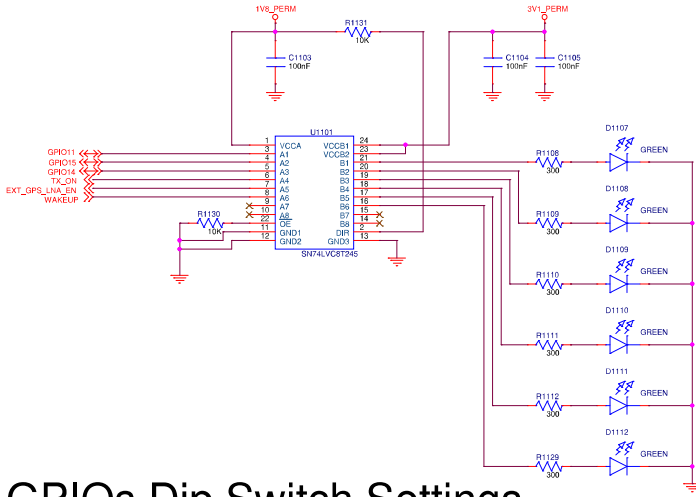 1V8_PERM
3V1_PERM
R1131
10K
C1103
100nF
C1104
100nF
C1105
100nF
U1101
1 VCCA VCCB1 24
3 A1 VCCB2 23
4 A2 B1 21
5 A3 B2 20
6 A4 B3 19
7 A5 B4 18
8 A6 B5 17
9 A7 B6 16
10 A8 B7 15
22 OE B8 14
11 GND1 DIR 2
12 GND2 GND3 13
SN74LVC8T245
GPIO11
GPIO15
GPIO14
TX_ON
EXT_GPS_LNA_EN
WAKEUP
R1130
10K
D1107
GREEN
R1108
300
D1108
GREEN
R1109
300
D1109
GREEN
R1110
300
D1110
GREEN
R1111
300
D1111
GREEN
R1112
300
D1112
GREEN
R1129
300
GPIOs Dip Switch Settings